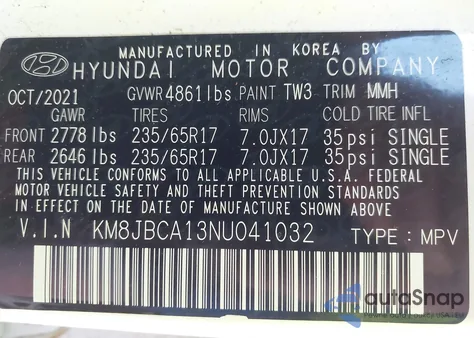 MANUFACTURED IN KOREA BY
HYUNDAI MOTOR COMPANY
OCT/2021 GVWR 4861lbs PAINT TW3 TRIM MMH
GAWR TIRES RIMS COLD TIRE INFL
FRONT 2778 lbs 235/65R17 7.0JX17 35psi SINGLE
REAR 2646 lbs 235/65R17 7.0JX17 35psi SINGLE
THIS VEHICLE CONFORMS TO ALL APPLICABLE U.S.A. FEDERAL
MOTOR VEHICLE SAFETY AND THEFT PREVENTION STANDARDS
IN EFFECT ON THE DATE OF MANUFACTURE SHOWN ABOVE.
V.I.N KM8JBCA13NU041032 TYPE : MPV
autoSnap